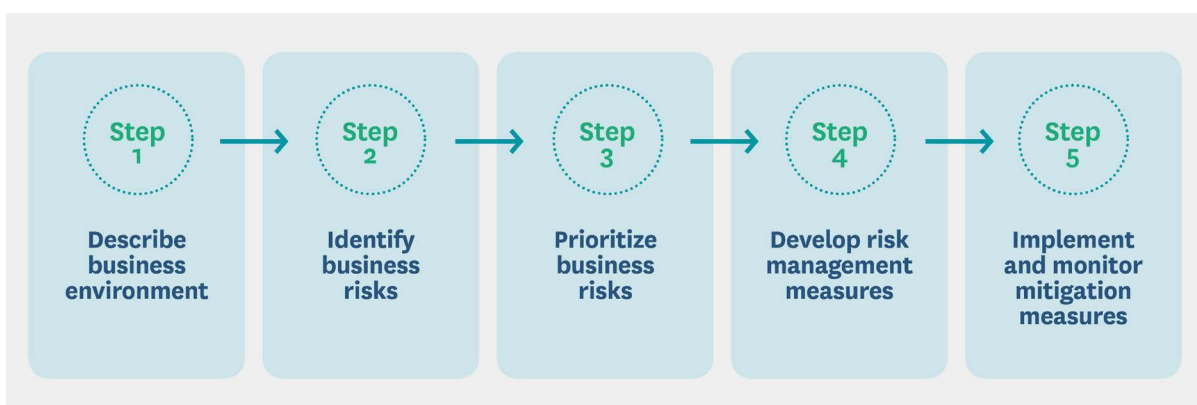 Step
1
Describe
business
environment
Step
2
Identify
business
risks
Step
3
Prioritize
business
risks
Step
4
Develop risk
management
measures
Step
5
Implement
and monitor
mitigation
measures